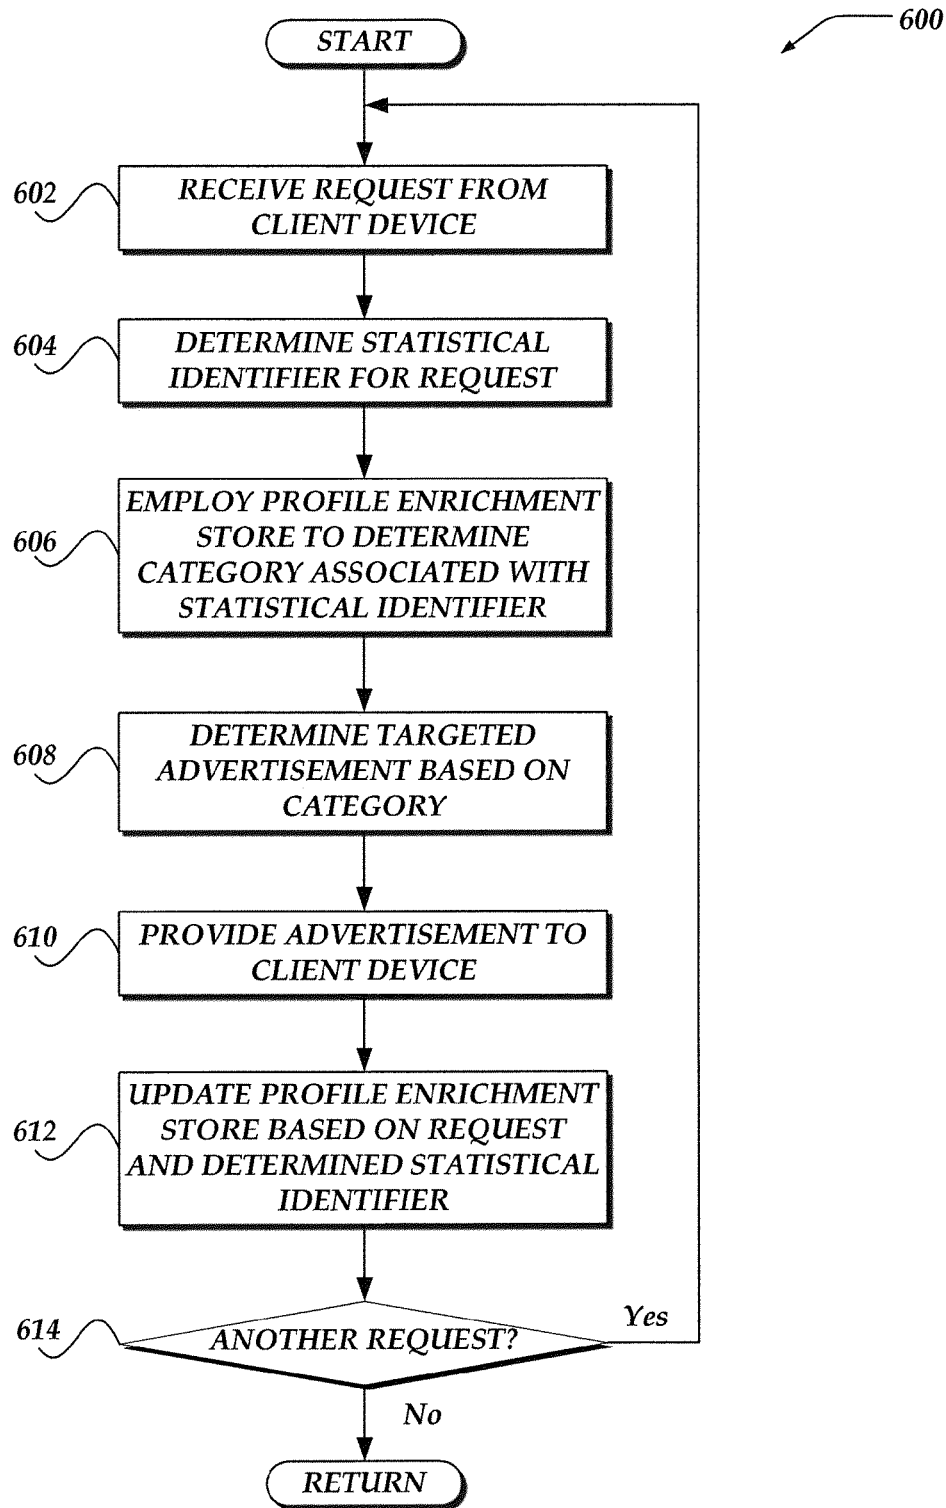 600
START
602
RECEIVE REQUEST FROM
CLIENT DEVICE
604
DETERMINE STATISTICAL
IDENTIFIER FOR REQUEST
606
EMPLOY PROFILE ENRICHMENT
STORE TO DETERMINE
CATEGORY ASSOCIATED WITH
STATISTICAL IDENTIFIER
608
DETERMINE TARGETED
ADVERTISEMENT BASED ON
CATEGORY
610
PROVIDE ADVERTISEMENT TO
CLIENT DEVICE
612
UPDATE PROFILE ENRICHMENT
STORE BASED ON REQUEST
AND DETERMINED STATISTICAL
IDENTIFIER
614
ANOTHER REQUEST?
Yes
No
RETURN